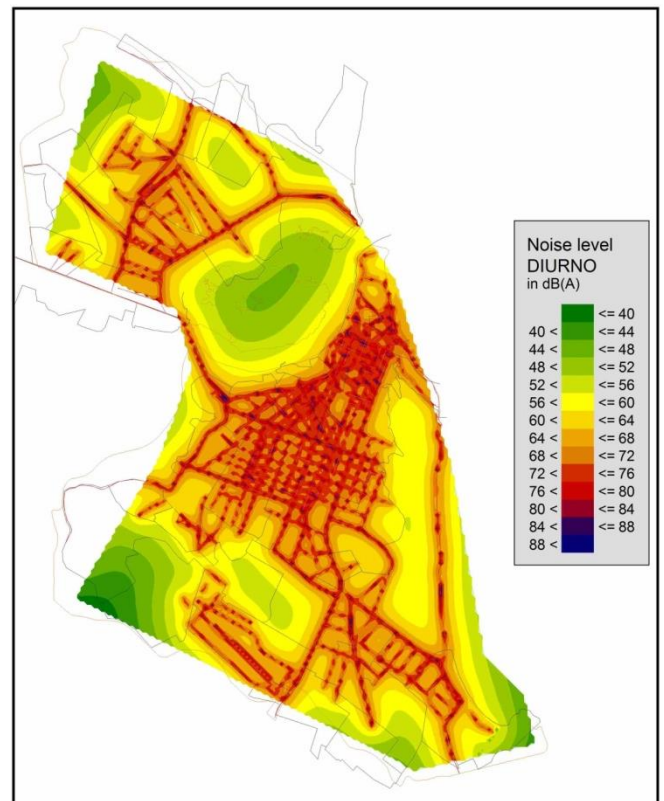 Noise level
DIURNO
in dB(A)
<= 40
40 < <= 44
44 < <= 48
48 < <= 52
52 < <= 56
56 < <= 60
60 < <= 64
64 < <= 68
68 < <= 72
72 < <= 76
76 < <= 80
80 < <= 84
84 < <= 88
88 <